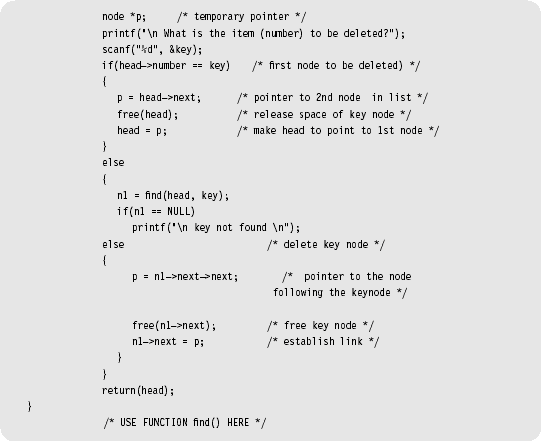 node *p; /* temporary pointer */
printf("\n What is the item (number) to be deleted?");
scanf("%d", &key);
if(head->number == key) /* first node to be deleted) */
{
p = head->next; /* pointer to 2nd node in list */
free(head); /* release space of key node */
head = p; /* make head to point to 1st node */
}
else
{
n1 = find(head, key);
if(n1 == NULL)
printf("\n key not found \n");
else /* delete key node */
{
p = n1->next->next; /* pointer to the node
following the keynode */
free(n1->next); /* free key node */
n1->next = p; /* establish link */
}
}
return(head);
}
/* USE FUNCTION find() HERE */